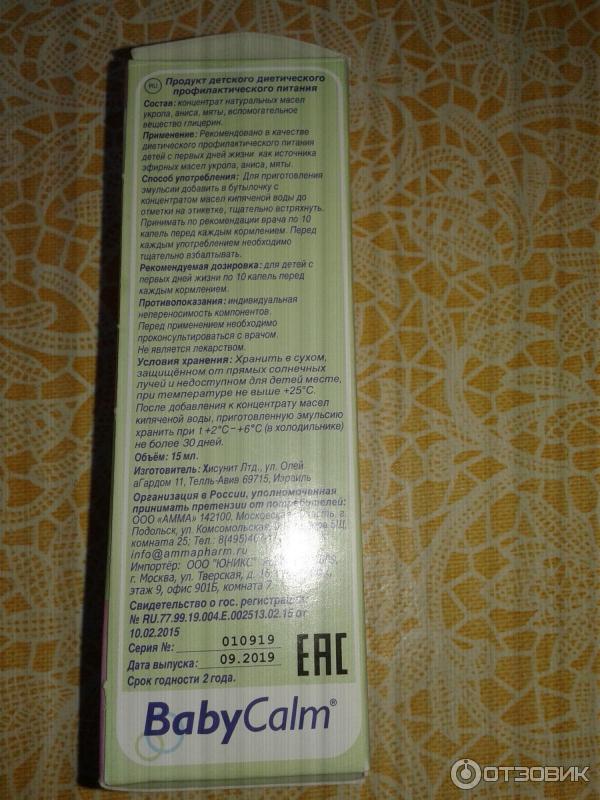 RU
Продукт детского диетического
профилактического питания
Состав: концентрат натуральных масел
укропа, аниса, мяты, вспомогательное
вещество глицерин.
Применение: Рекомендовано в качестве
диетического профилактического питания
детей с первых дней жизни как источника
эфирных масел укропа, аниса, мяты.
Способ употребления: Для приготовления
эмульсии добавить в бутылочку с
концентратом масел кипяченой воды до
отметки на этикетке, тщательно встряхнуть.
Принимать по рекомендации врача по 10
капель перед каждым кормлением. Перед
каждым употреблением необходимо
тщательно взбалтывать.
Рекомендуемая дозировка: для детей с
первых дней жизни по 10 капель перед
каждым кормлением.
Противопоказания: индивидуальная
непереносимость компонентов.
Перед применением необходимо
проконсультироваться с врачом.
Не является лекарством.
Условия хранения: Хранить в сухом,
защищённом от прямых солнечных
лучей и недоступном для детей месте,
при температуре не выше +25°С.
После добавления к концентрату масел
кипяченой воды, приготовленную эмульсию
хранить при t +2°С– +6°С (в холодильнике)
не более 30 дней.
Объём: 15 мл.
Изготовитель: Хисунит Лтд., ул. Олей
аГардом 11, Телль-Авив 69715, Израиль
Организация в России, уполномоченная
принимать претензии от потребителей:
ООО «АММА» 142100, Московская г.
Подольск, ул. Комсомольская,
комната 25; Тел.:
info@ammapharm.ru
Импортёр: ООО "ЮНИКС
г. Москва, ул. Тверская, д. 16,
этаж 9, офис 901Б, комната
Свидетельство о гос. регистрации:
№ RU.77.99.19.004.Е.002513.02.15 от
10.02.2015
Серия №: 010919
Дата выпуска: 09.2019
Срок годности 2 года.
EAC
BabyCalm®
ОТЗОВИК